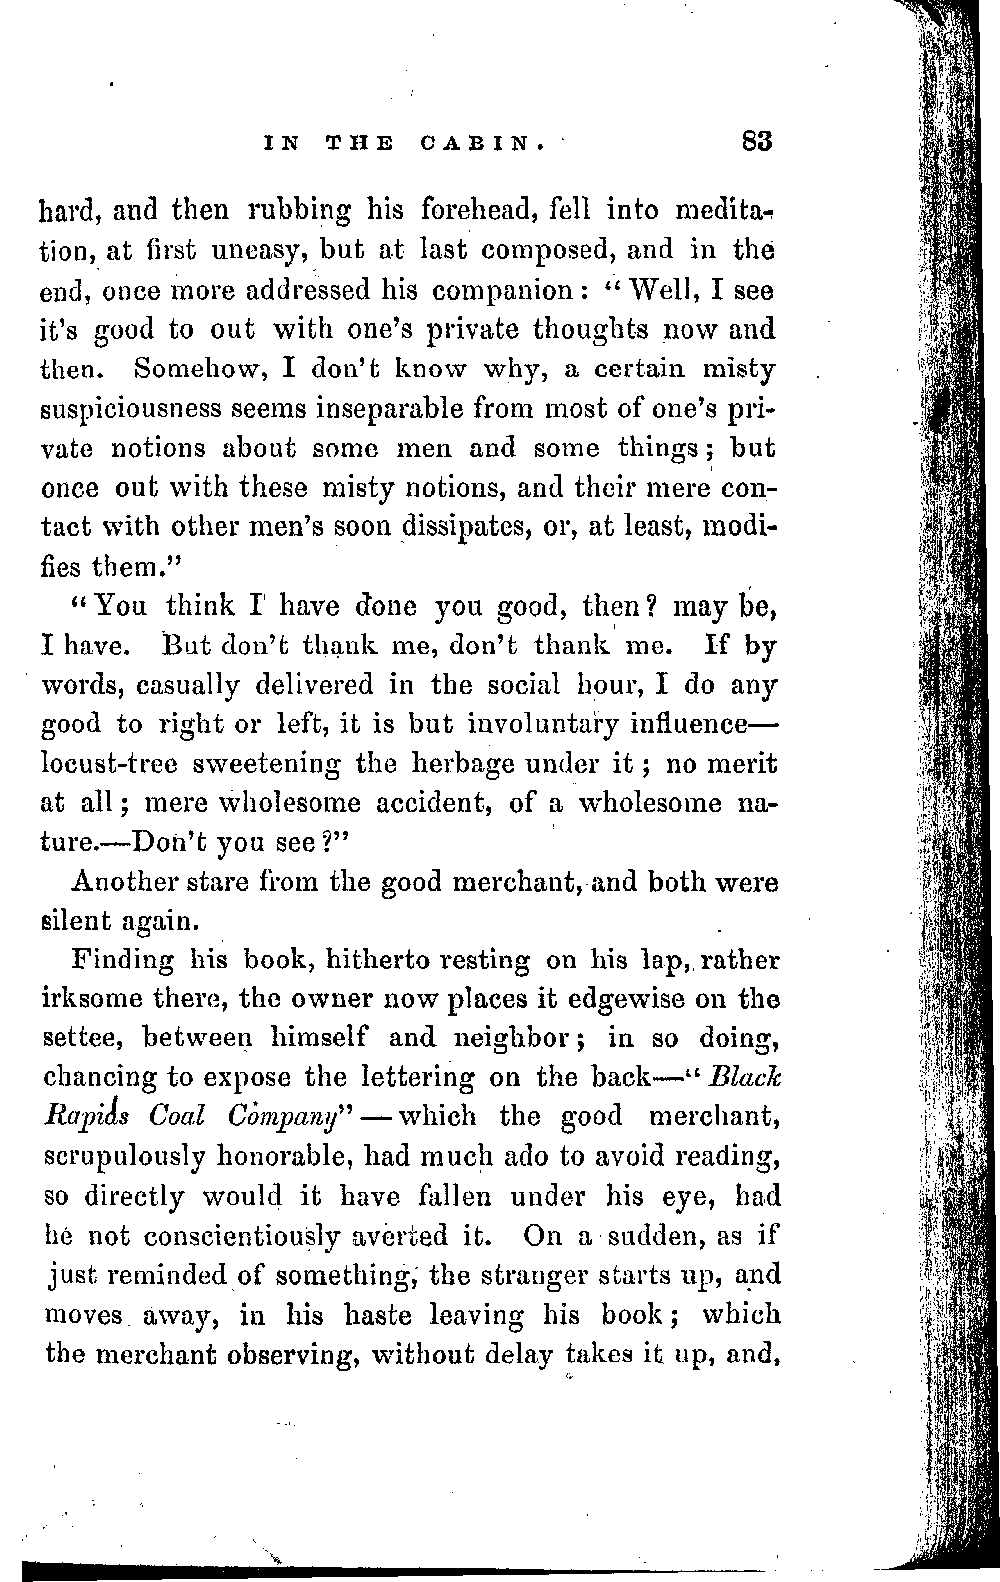 IN THE CABIN. 83
hard, and then rubbing his forehead, fell into medita-
tion, at first uneasy, but at last composed, and in the
end, once more addressed his companion: "Well, I see
it's good to out with one's private thoughts now and
then. Somehow, I don't know why, a certain misty
suspiciousness seems inseparable from most of one's pri-
vate notions about some men and some things; but
once out with these misty notions, and their mere con-
tact with other men's soon dissipates, or, at least, modi-
fies them."
"You think I have done you good, then? may be,
I have. But don't thank me, don't thank me. If by
words, casually delivered in the social hour, I do any
good to right or left, it is but involuntary influence—
locust-tree sweetening the herbage under it; no merit
at all; mere wholesome accident, of a wholesome na-
ture.—Don't you see?"
Another stare from the good merchant, and both were
silent again.
Finding his book, hitherto resting on his lap, rather
irksome there, the owner now places it edgewise on the
settee, between himself and neighbor; in so doing,
chancing to expose the lettering on the back—"Black
Rapids Coal Company"—which the good merchant,
scrupulously honorable, had much ado to avoid reading,
so directly would it have fallen under his eye, had
he not conscientiously averted it. On a sudden, as if
just reminded of something, the stranger starts up, and
moves away, in his haste leaving his book; which
the merchant observing, without delay takes it up, and,